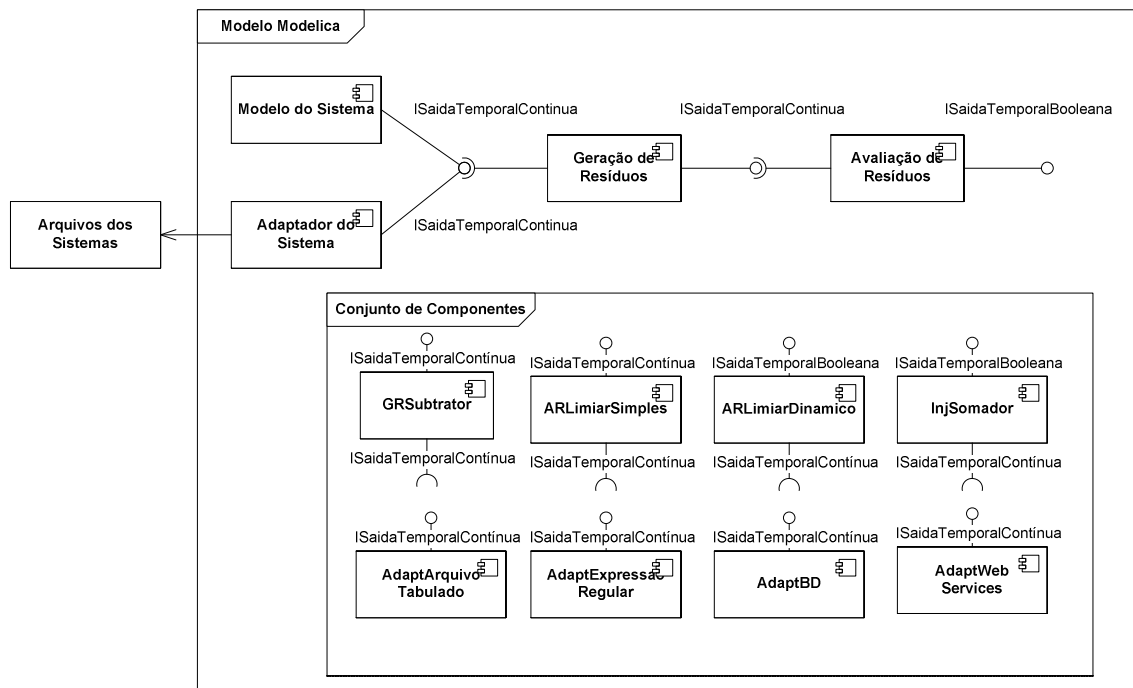 Modelo Modelica
Modelo do Sistema
ISaidaTemporalContinua
ISaidaTemporalContinua
ISaidaTemporalBooleana
Geração de
Resíduos
Avaliação de
Resíduos
Arquivos dos
Sistemas
Adaptador do
Sistema
ISaidaTemporalContinua
Conjunto de Componentes
ISaidaTemporalContínua
ISaidaTemporalContínua
ISaidaTemporalBooleana
ISaidaTemporalBooleana
GRSubtrator
ARLimiarSimples
ARLimiarDinamico
InjSomador
ISaidaTemporalContínua
ISaidaTemporalContínua
ISaidaTemporalContínua
ISaidaTemporalContínua
ISaidaTemporalContínua
ISaidaTemporalContínua
ISaidaTemporalContínua
ISaidaTemporalContínua
AdaptArquivo
Tabulado
AdaptExpressão
Regular
AdaptBD
AdaptWeb
Services